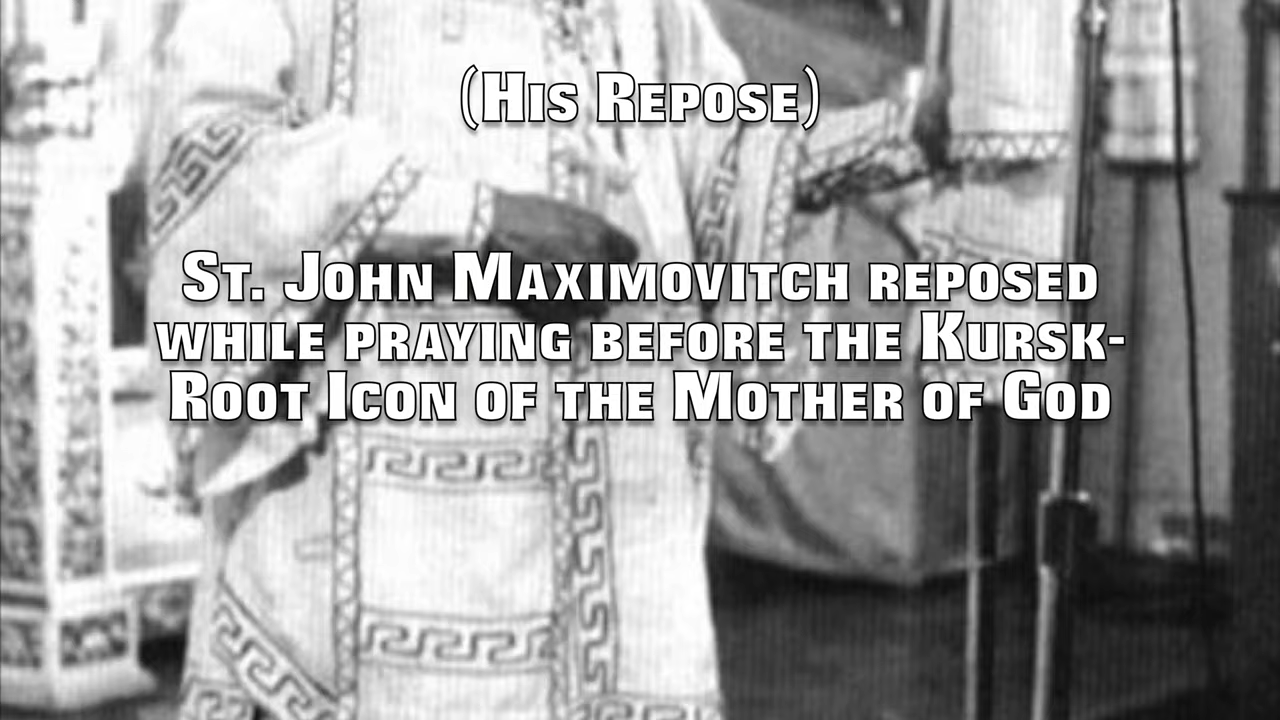 (His Repose)
St. John Maximovitch reposed
while praying before the Kursk-
Root Icon of the Mother of God